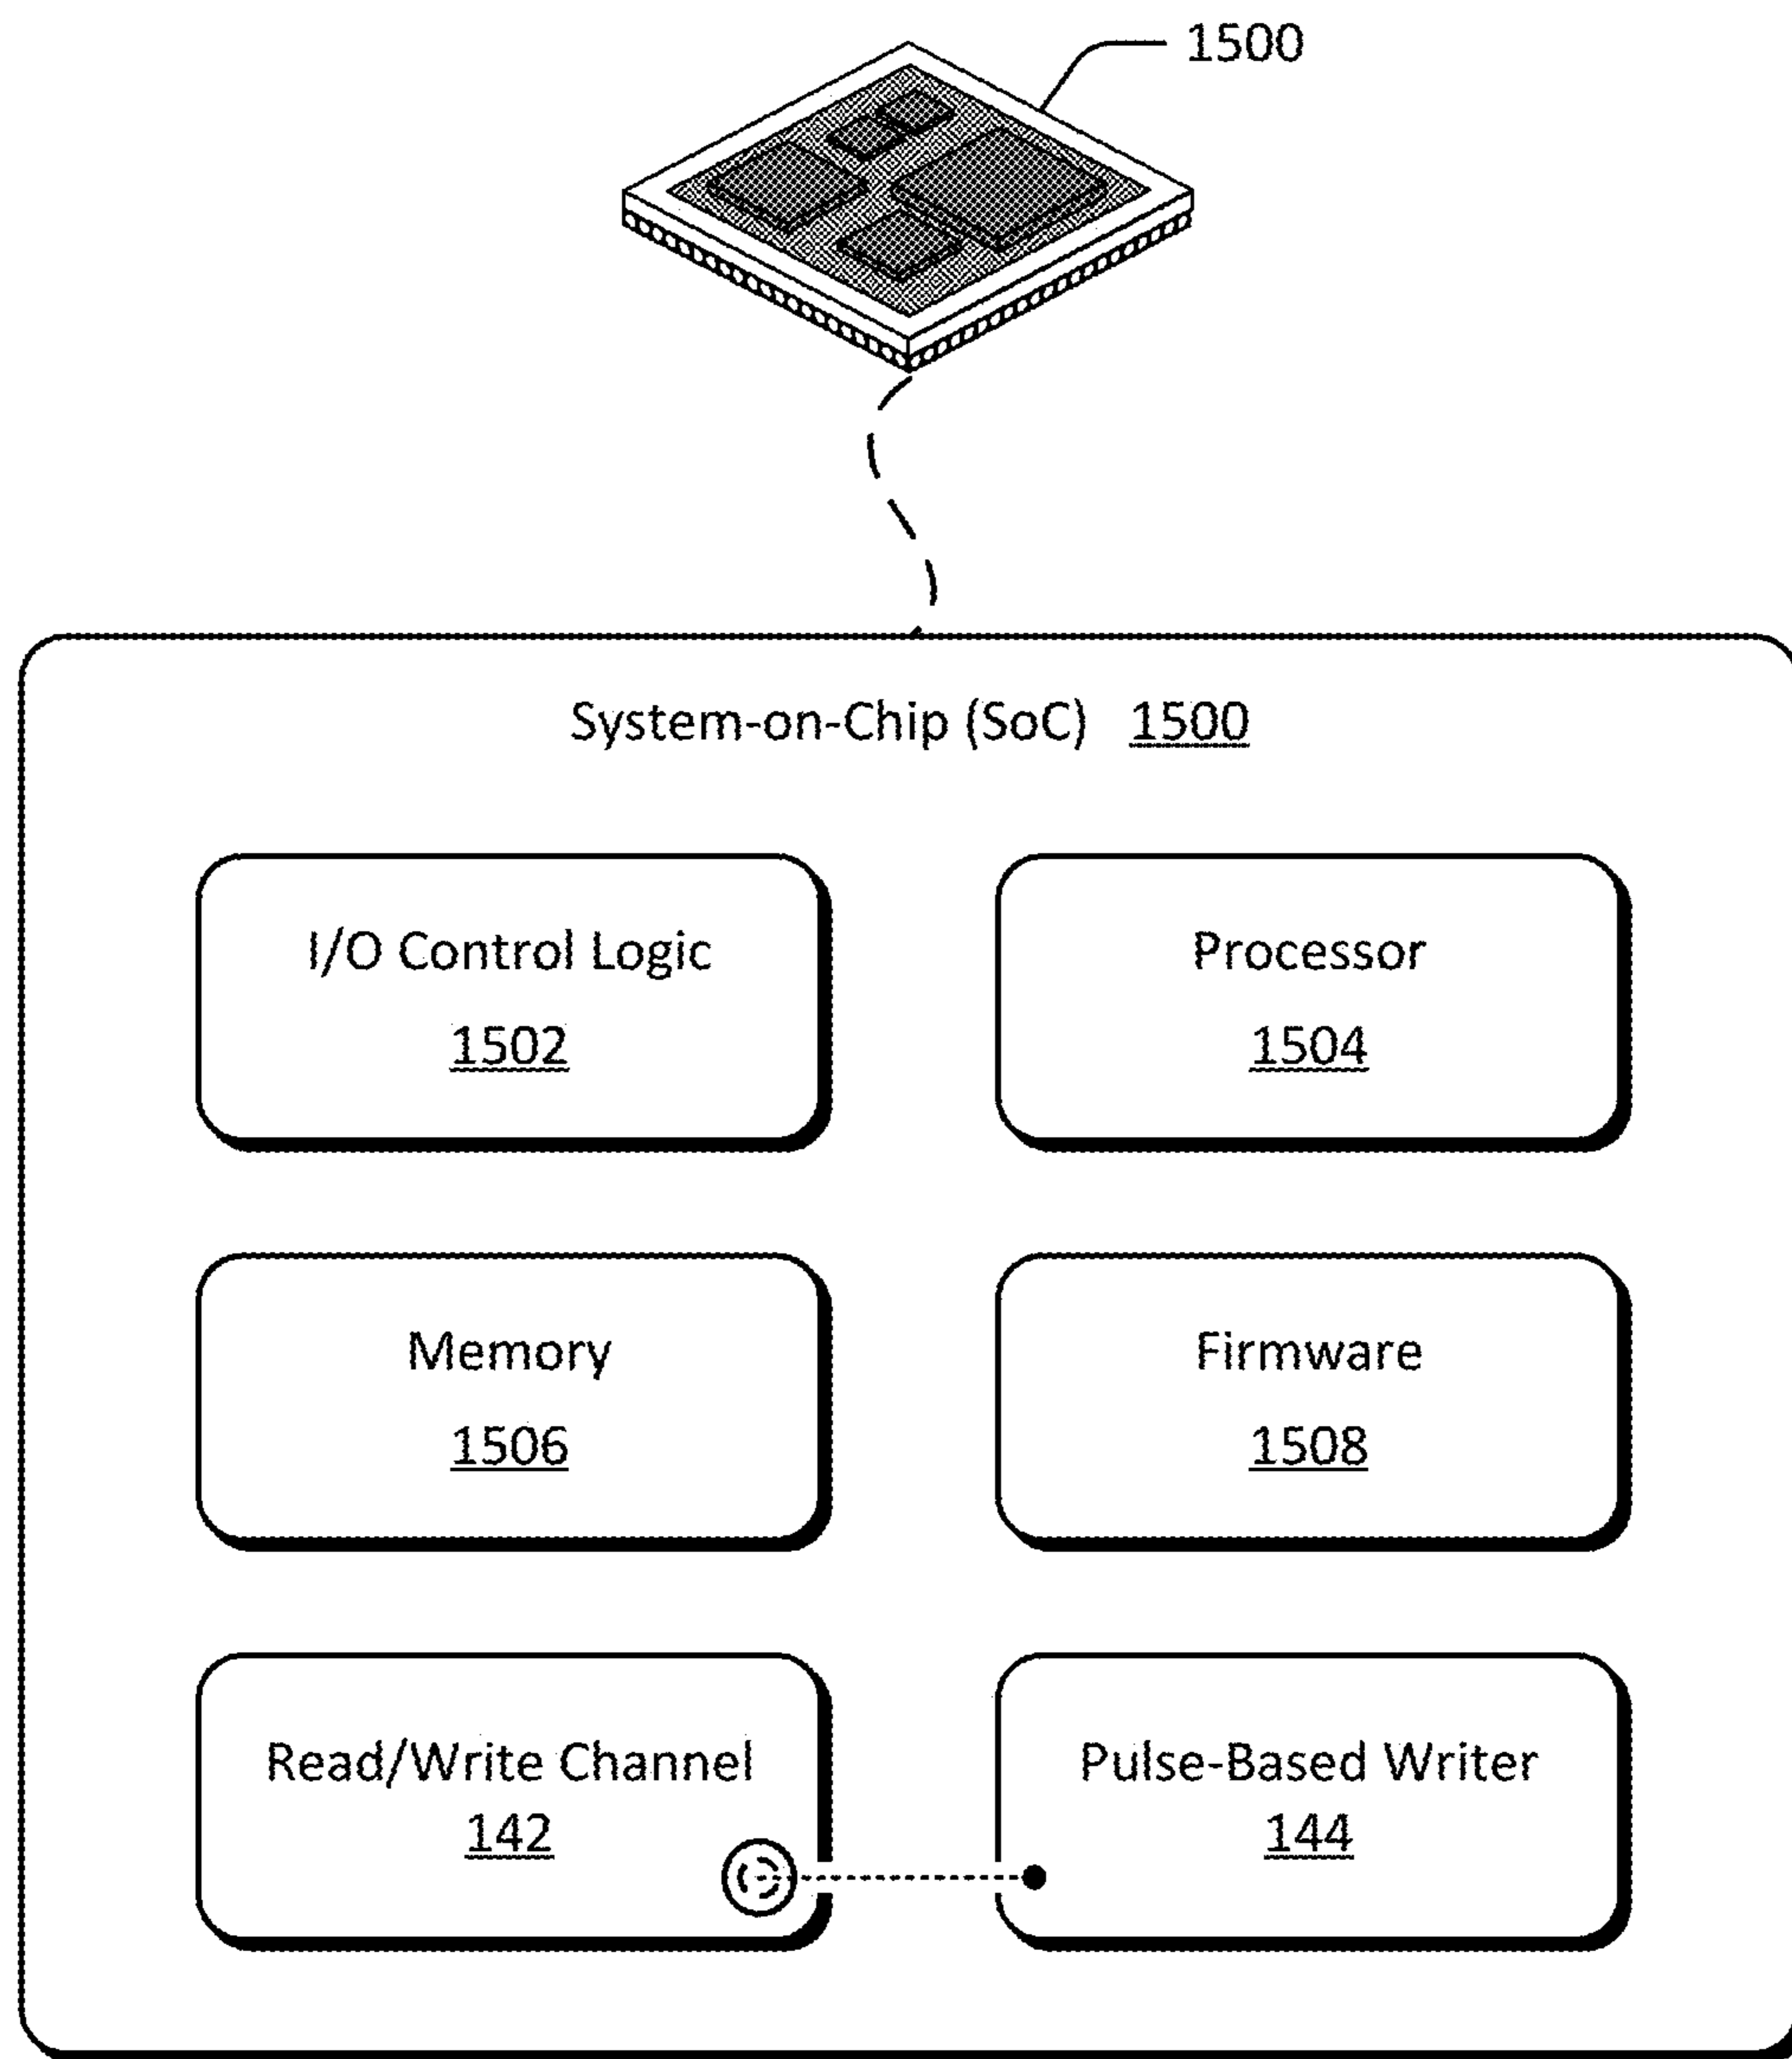 1500
System-on-Chip (SoC) 1500
I/O Control Logic
1502
Processor
1504
Memory
1506
Firmware
1508
Read/Write Channel
142
Pulse-Based Writer
144